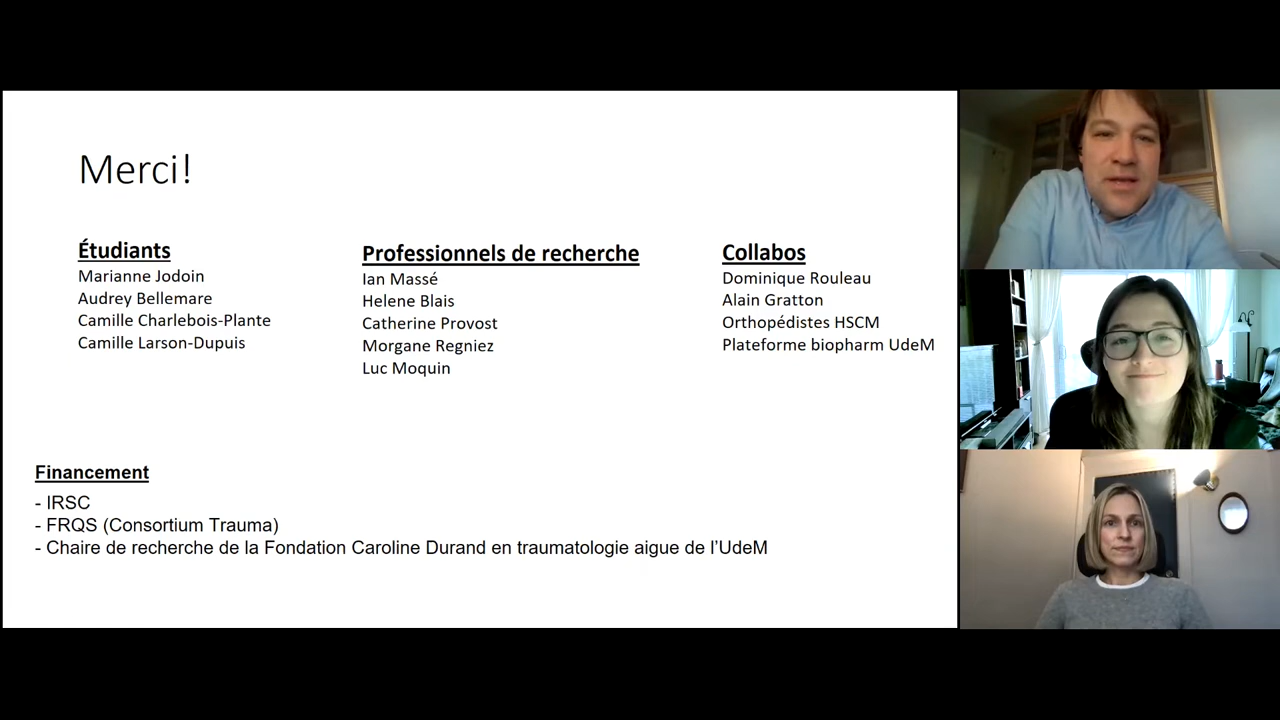 Merci!
Étudiants
Marianne Jodoin
Audrey Bellemare
Camille Charlebois-Plante
Camille Larson-Dupuis
Professionnels de recherche
Ian Massé
Helene Blais
Catherine Provost
Morgane Regniez
Luc Moquin
Collabos
Dominique Rouleau
Alain Gratton
Orthopédistes HSCM
Plateforme biopharm UdeM
Financement
- IRSC
- FRQS (Consortium Trauma)
- Chaire de recherche de la Fondation Caroline Durand en traumatologie aigue de l’UdeM